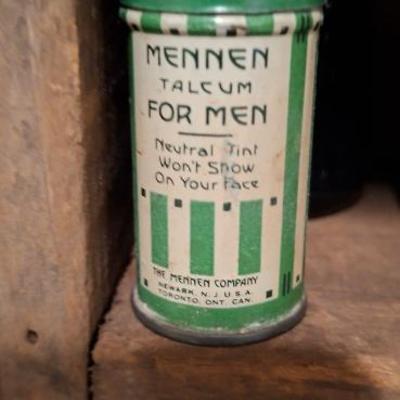 MENNEN
TALCUM
FOR MEN
Neutral Tint
Won't Show
On Your Face
THE MENNEN COMPANY
NEWARK, N.J. U.S.A.
TORONTO, ONT. CAN.